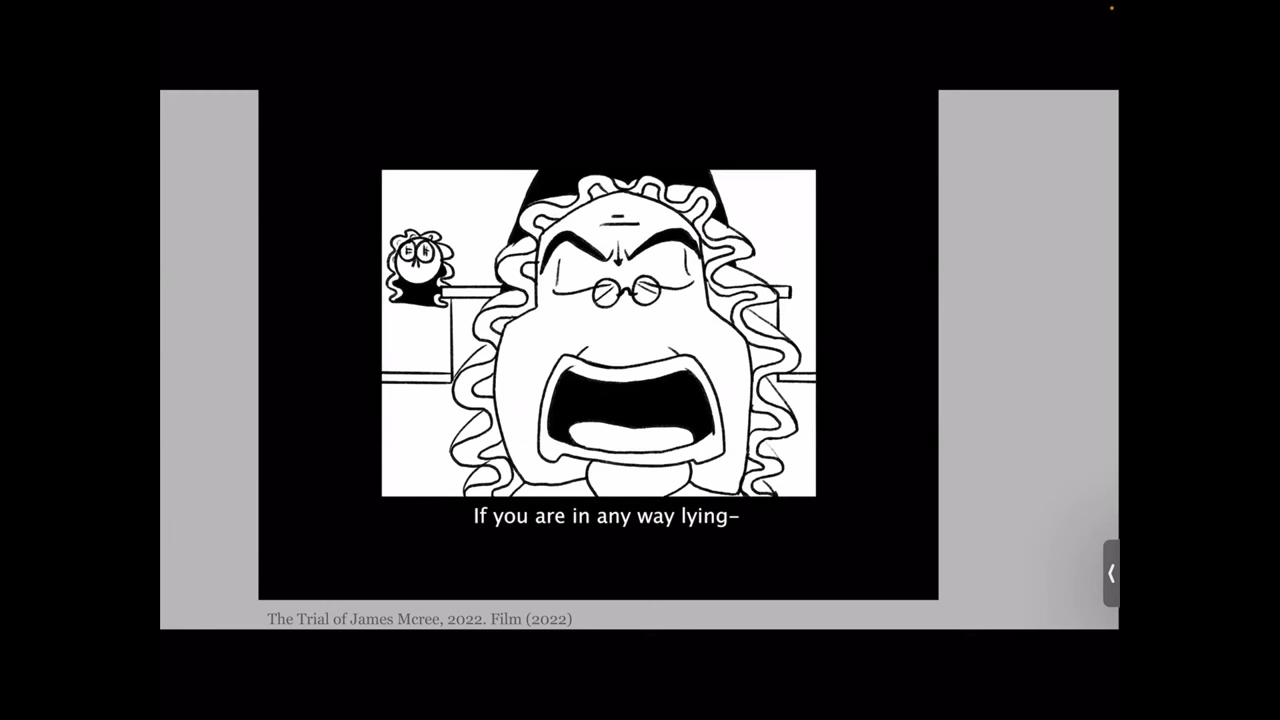 If you are in any way lying–
The Trial of James Mcree, 2022. Film (2022)